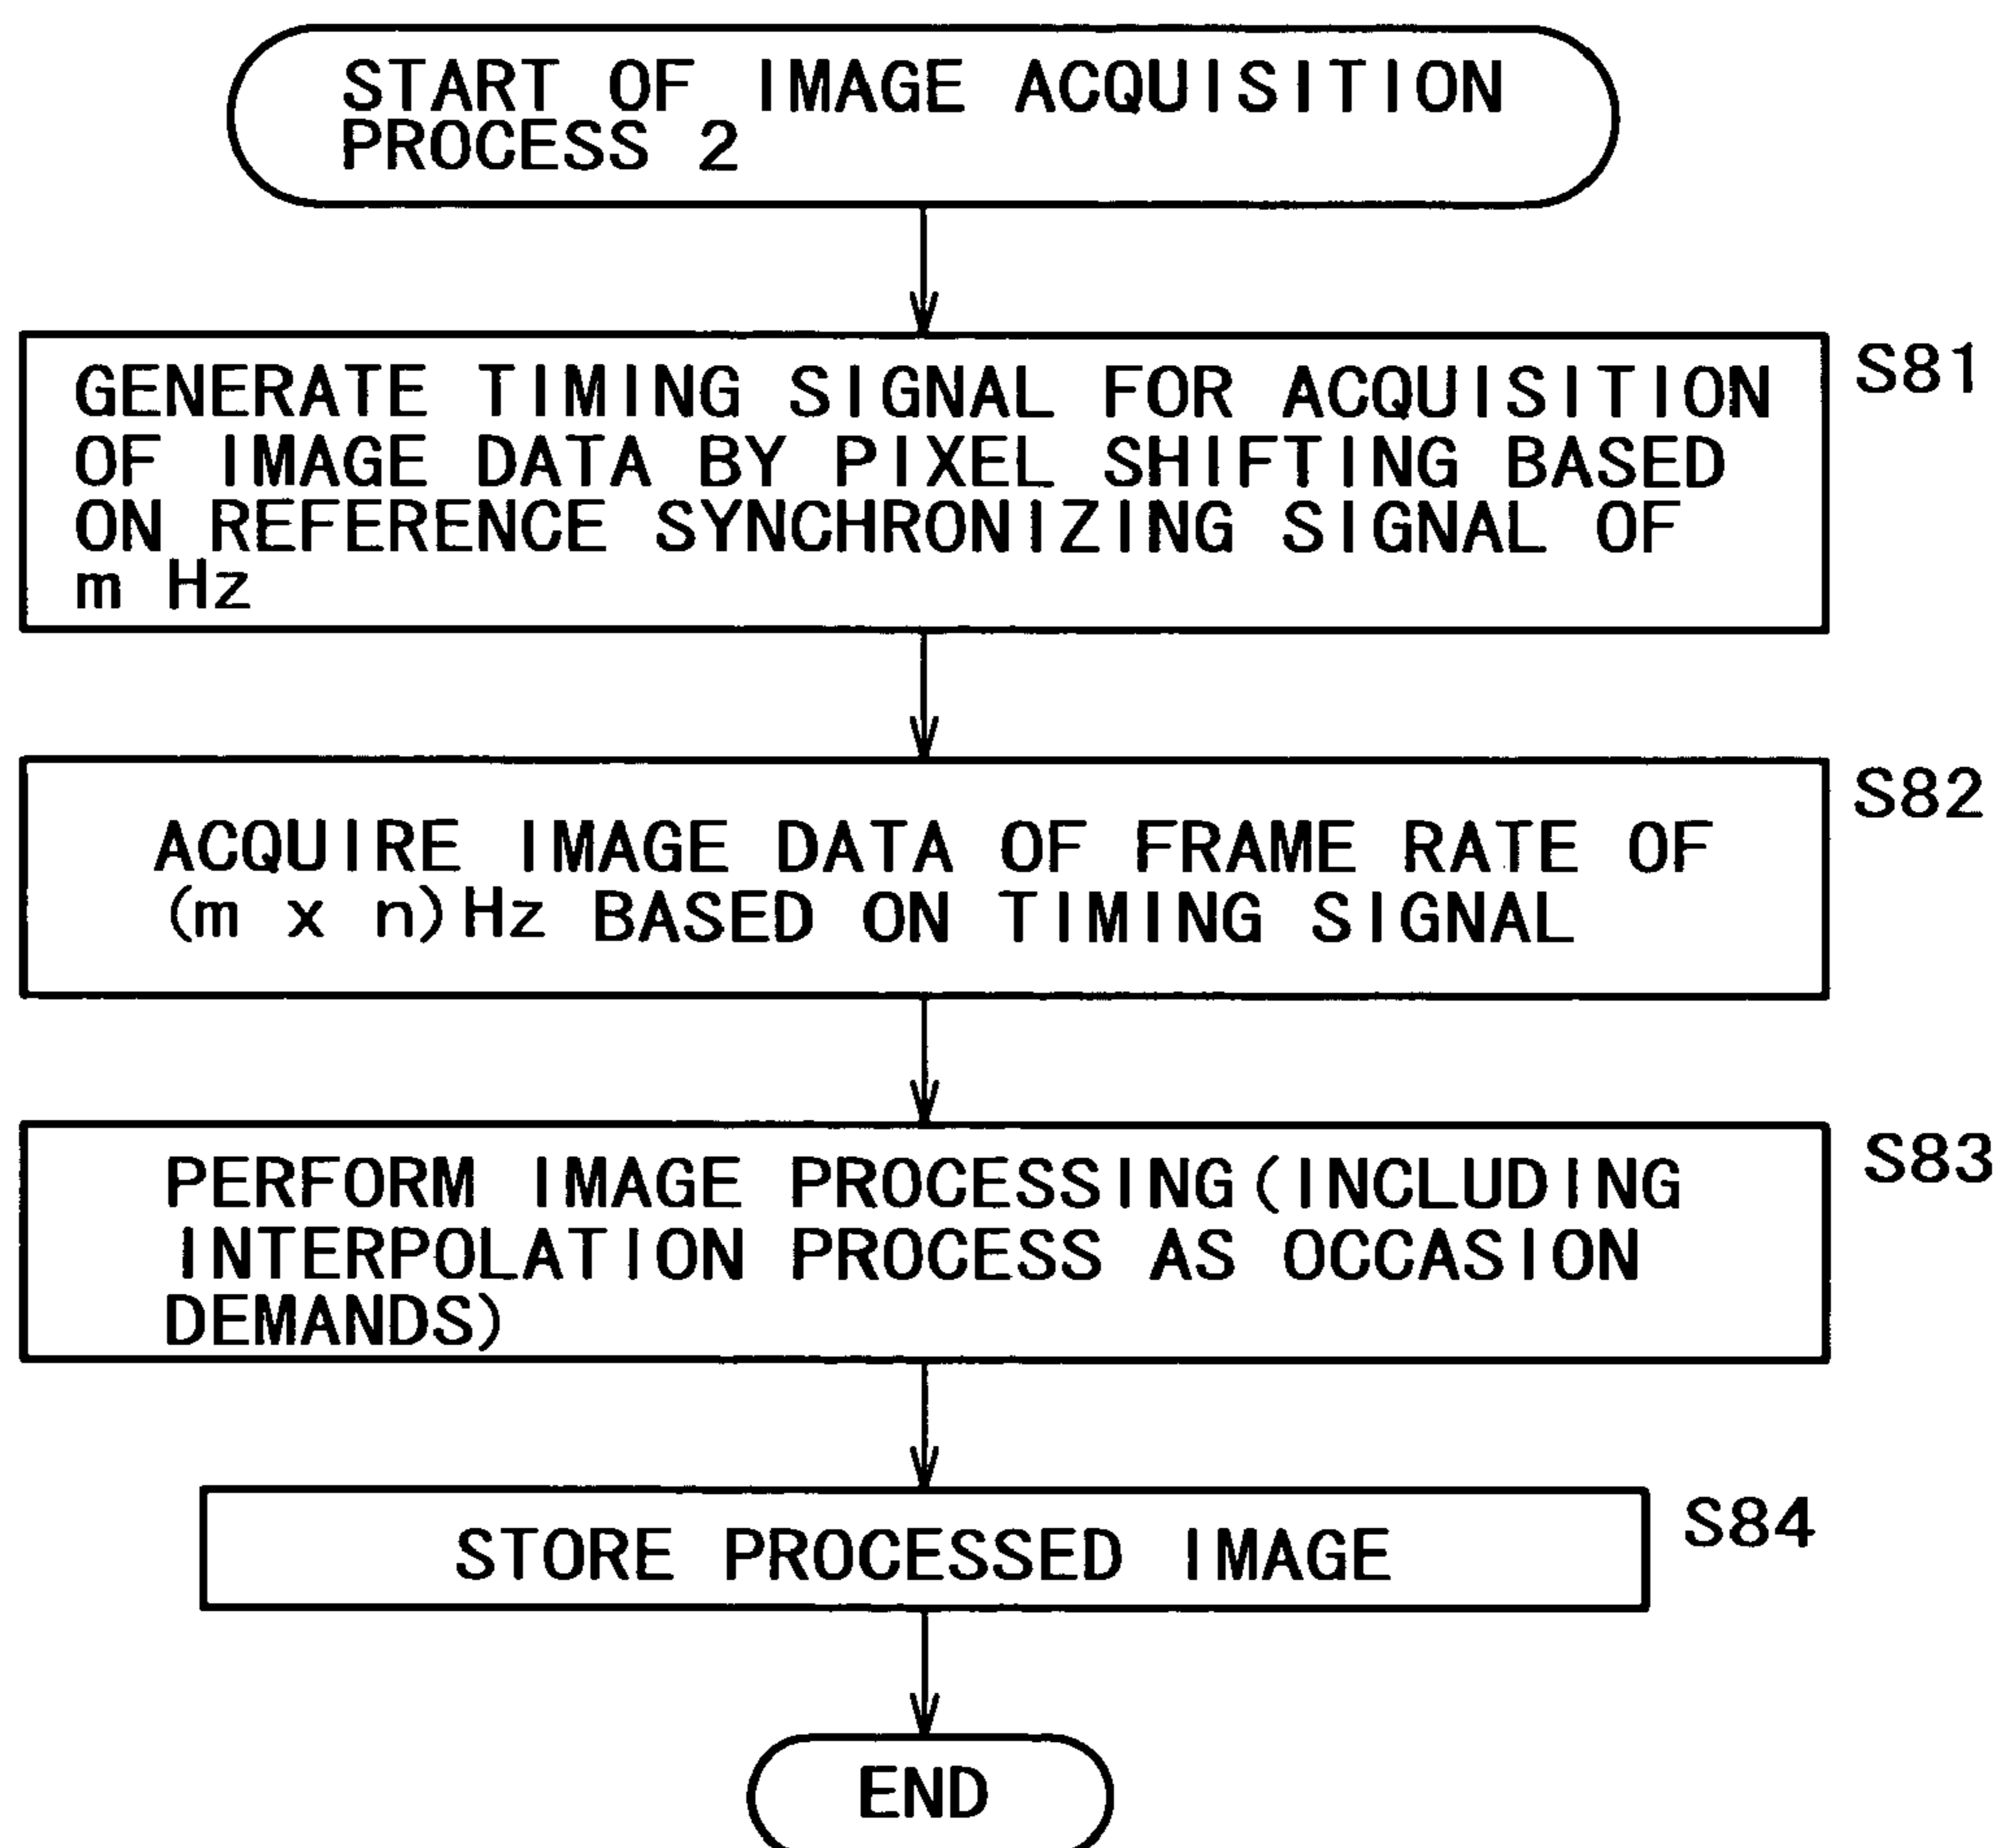 START OF IMAGE ACQUISITION
PROCESS 2
S81
GENERATE TIMING SIGNAL FOR ACQUISITION
OF IMAGE DATA BY PIXEL SHIFTING BASED
ON REFERENCE SYNCHRONIZING SIGNAL OF
m Hz
S82
ACQUIRE IMAGE DATA OF FRAME RATE OF
(m x n)Hz BASED ON TIMING SIGNAL
S83
PERFORM IMAGE PROCESSING(INCLUDING
INTERPOLATION PROCESS AS OCCASION
DEMANDS)
S84
STORE PROCESSED IMAGE
END